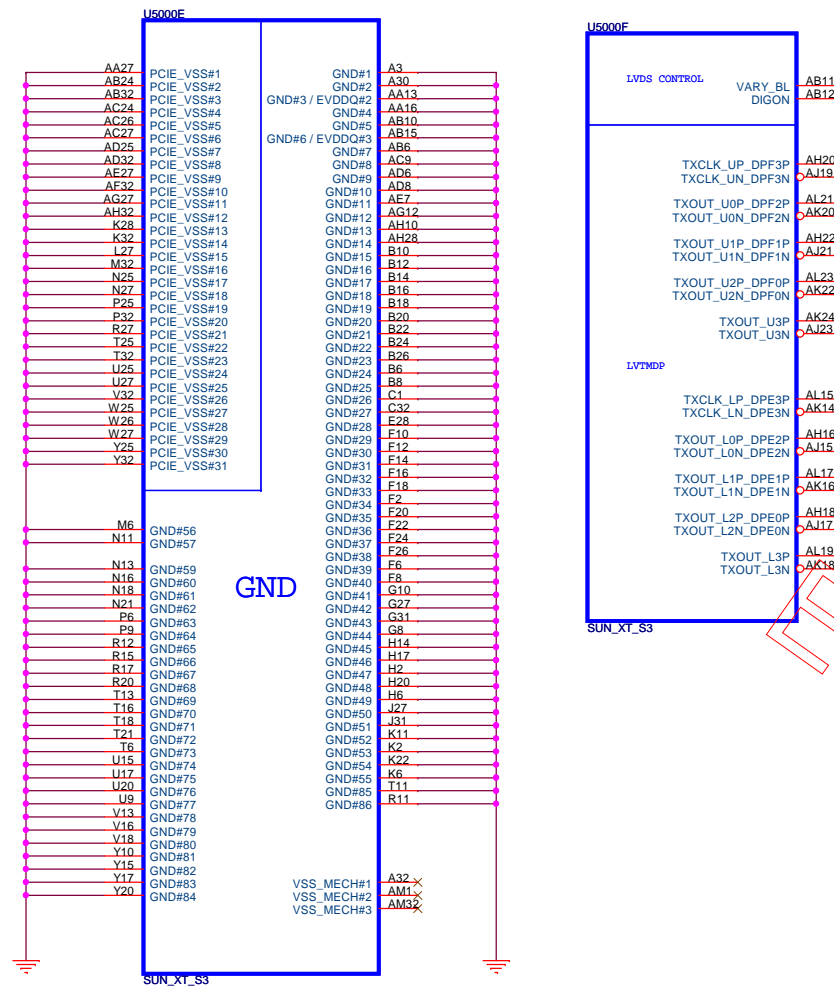 U5000E
AA27 PCIE_VSS#1
AB24 PCIE_VSS#2
AB32 PCIE_VSS#3
AC24 PCIE_VSS#4
AC26 PCIE_VSS#5
AC27 PCIE_VSS#6
AD25 PCIE_VSS#7
AD32 PCIE_VSS#8
AE27 PCIE_VSS#9
AF32 PCIE_VSS#10
AG27 PCIE_VSS#11
AH32 PCIE_VSS#12
K28 PCIE_VSS#13
K32 PCIE_VSS#14
L27 PCIE_VSS#15
M32 PCIE_VSS#16
N25 PCIE_VSS#17
N27 PCIE_VSS#18
P25 PCIE_VSS#19
P32 PCIE_VSS#20
R27 PCIE_VSS#21
T25 PCIE_VSS#22
T32 PCIE_VSS#23
U25 PCIE_VSS#24
U27 PCIE_VSS#25
V32 PCIE_VSS#26
W25 PCIE_VSS#27
W26 PCIE_VSS#28
W27 PCIE_VSS#29
Y25 PCIE_VSS#30
Y32 PCIE_VSS#31
M6 GND#56
N11 GND#57
N13 GND#59
N16 GND#60
N18 GND#61
N21 GND#62
P6 GND#63
P9 GND#64
R12 GND#65
R15 GND#66
R17 GND#67
R20 GND#68
T13 GND#69
T16 GND#70
T18 GND#71
T21 GND#72
T6 GND#73
U15 GND#74
U17 GND#75
U20 GND#76
U9 GND#77
V13 GND#78
V16 GND#79
V18 GND#80
Y10 GND#81
Y15 GND#82
Y17 GND#83
Y20 GND#84
GND
GND#1 A3
GND#2 A30
GND#3 / EVDDQ#2 AA13
GND#4 AA16
GND#5 AB10
GND#6 / EVDDQ#3 AB15
GND#7 AB6
GND#8 AC9
GND#9 AD6
GND#10 AD8
GND#11 AE7
GND#12 AG12
GND#13 AH10
GND#14 AH28
GND#15 B10
GND#16 B12
GND#17 B14
GND#18 B16
GND#19 B18
GND#20 B20
GND#21 B22
GND#22 B24
GND#23 B26
GND#24 B6
GND#25 B8
GND#26 C1
GND#27 C32
GND#28 E28
GND#29 F10
GND#30 F12
GND#31 F14
GND#32 F16
GND#33 F18
GND#34 F2
GND#35 F20
GND#36 F22
GND#37 F24
GND#38 F26
GND#39 F6
GND#40 F8
GND#41 G10
GND#42 G27
GND#43 G31
GND#44 G8
GND#45 H14
GND#46 H17
GND#47 H2
GND#48 H20
GND#49 H6
GND#50 J27
GND#51 J31
GND#52 K11
GND#53 K2
GND#54 K22
GND#55 K6
GND#85 T11
GND#86 R11
VSS_MECH#1 A32
VSS_MECH#2 AM1
VSS_MECH#3 AM32
SUN_XT_S3
U5000F
LVDS CONTROL
VARY_BL AB11
DIGON AB12
TXCLK_UP_DPF3P AH20
TXCLK_UN_DPF3N AJ19
TXOUT_U0P_DPF2P AL21
TXOUT_U0N_DPF2N AK20
TXOUT_U1P_DPF1P AH22
TXOUT_U1N_DPF1N AJ21
TXOUT_U2P_DPF0P AL23
TXOUT_U2N_DPF0N AK22
TXOUT_U3P AK24
TXOUT_U3N AJ23
LVTMDP
TXCLK_LP_DPE3P AL15
TXCLK_LN_DPE3N AK14
TXOUT_L0P_DPE2P AH16
TXOUT_L0N_DPE2N AJ15
TXOUT_L1P_DPE1P AL17
TXOUT_L1N_DPE1N AK16
TXOUT_L2P_DPE0P AH18
TXOUT_L2N_DPE0N AJ17
TXOUT_L3P AL19
TXOUT_L3N AK18
SUN_XT_S3